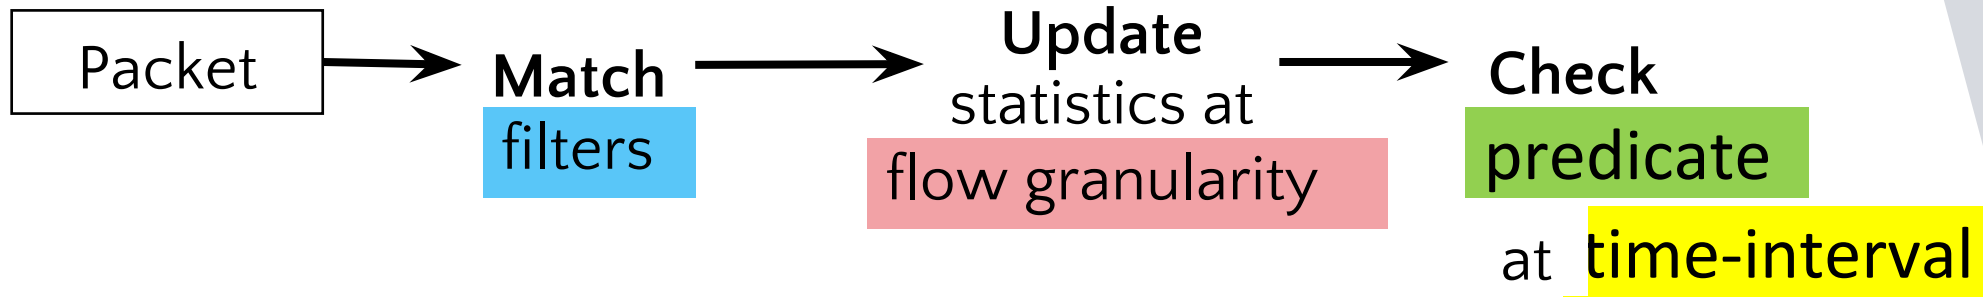 Packet
Match
filters
Update
statistics at
flow granularity
Check
predicate
at time-interval